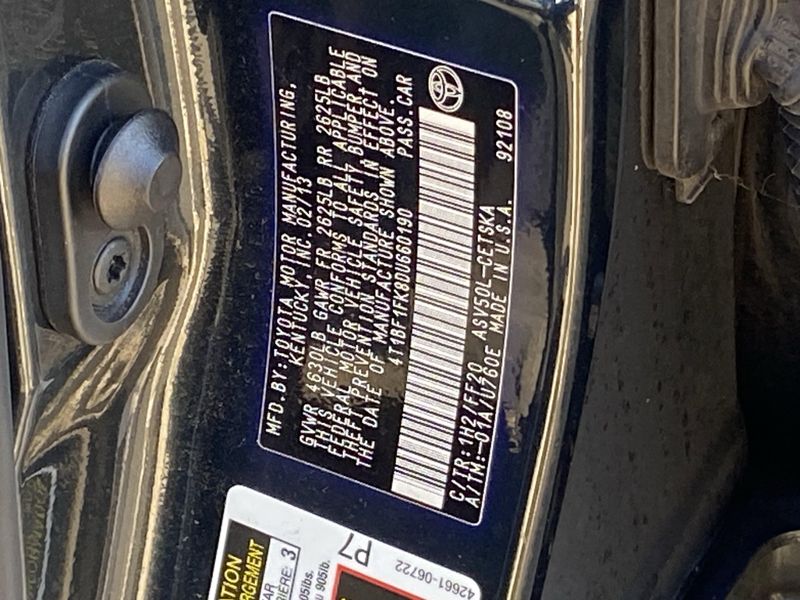 MFD.BY:TOYOTA MOTOR MANUFACTURING,
KENTUCKY, INC. 02/13
GVWR 4630LB GAWR FR 2625LB RR 2625LB
THIS VEHICLE CONFORMS TO ALL APPLICABLE
FEDERAL MOTOR VEHICLE SAFETY, BUMPER, AND
THEFT PREVENTION STANDARDS IN EFFECT ON
THE DATE OF MANUFACTURE SHOWN ABOVE.
4T1BF1FK8DU660190 PASS.CAR
C/TR:1H2/FF20 ASV50L-CETSKA
A/TM:-01A/U760E MADE IN U.S.A. 92108
P7
42661-06722
3